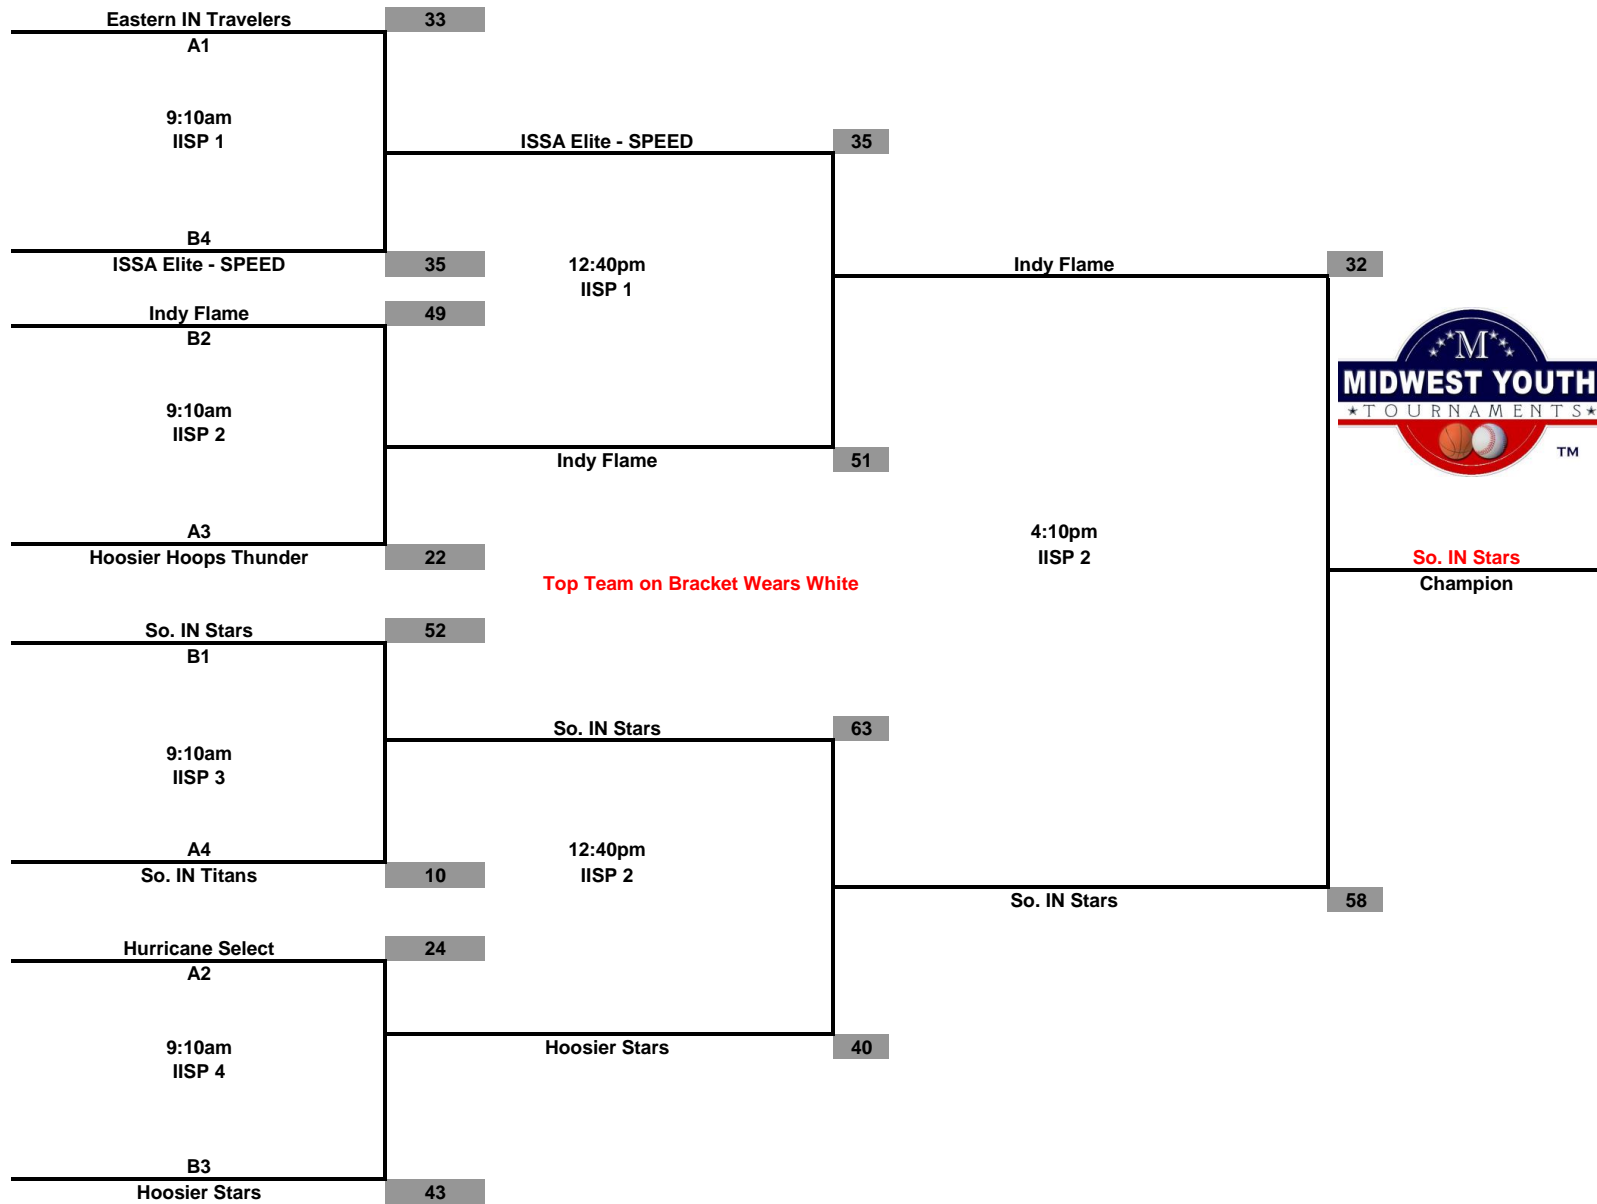 Eastern IN Travelers 33
A1
9:10am
IISP 1
ISSA Elite - SPEED 35
B4
ISSA Elite - SPEED 35
12:40pm
IISP 1
Indy Flame 32
Indy Flame 49
B2
9:10am
IISP 2
Indy Flame 51
A3
Hoosier Hoops Thunder 22
4:10pm
IISP 2
M
MIDWEST YOUTH
★TOURNAMENTS★
TM
So. IN Stars
Champion
Top Team on Bracket Wears White
So. IN Stars 52
B1
So. IN Stars 63
9:10am
IISP 3
A4
So. IN Titans 10
12:40pm
IISP 2
So. IN Stars 58
Hurricane Select 24
A2
9:10am
IISP 4
Hoosier Stars 40
B3
Hoosier Stars 43